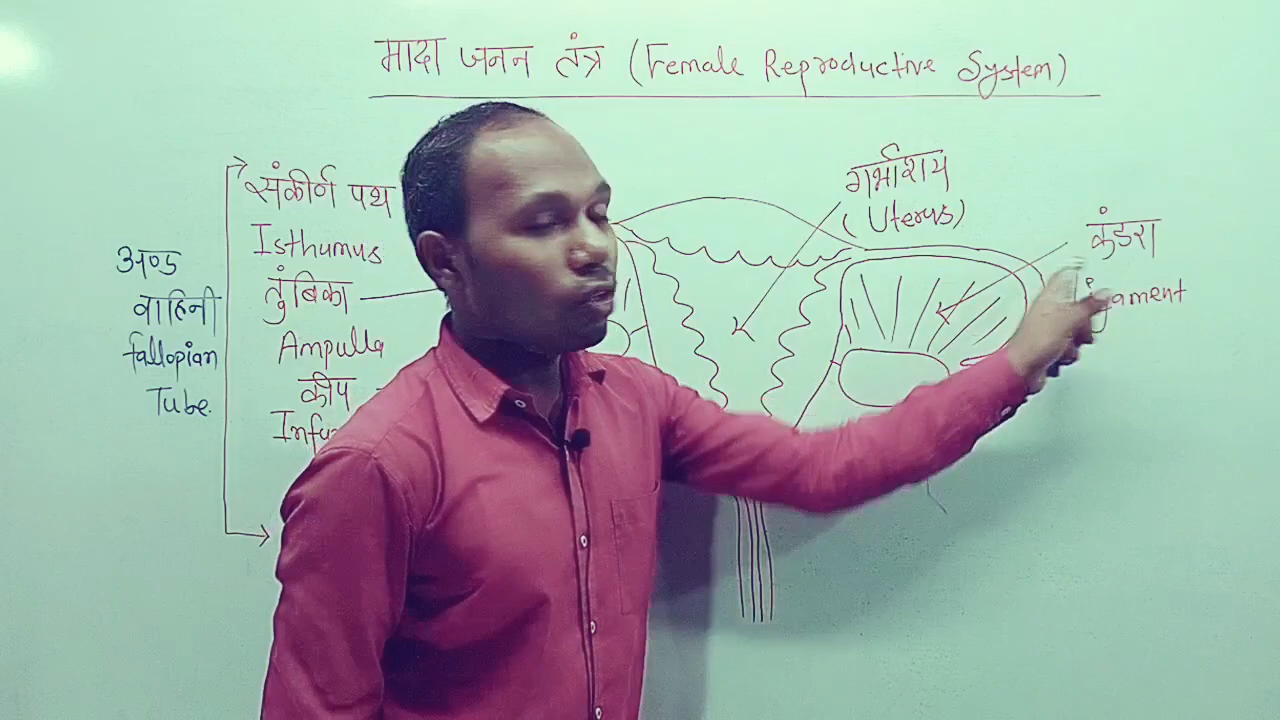 मादा जनन तंत्र (Female Reproductive System)
संकीर्ण पथ
Isthumus
तुंबिका
Ampulla
कीप
अण्ड
वाहिनी
fallopian
Tube.
गर्भाशय
(Uterus)
कंडरा